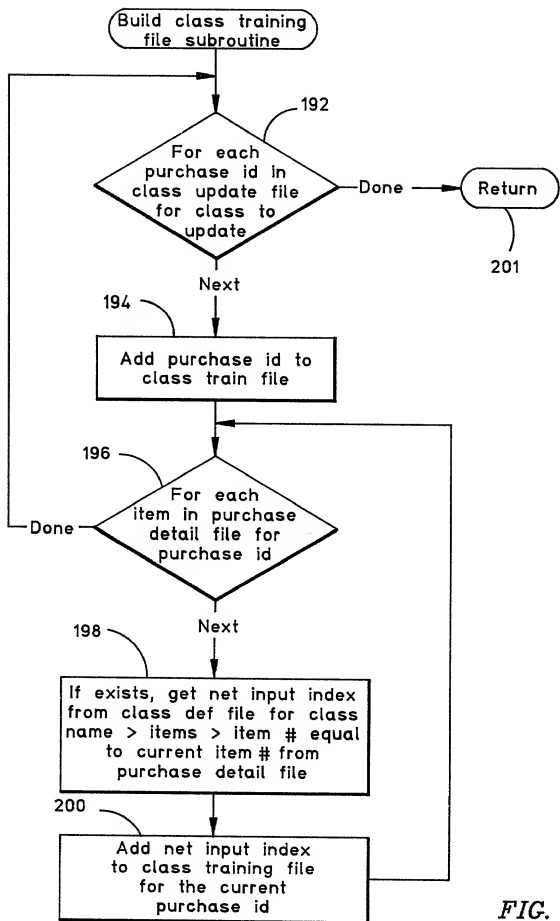 Build class training
file subroutine
192
For each
purchase id in
class update file
for class to
update
Done
Return
201
Next
194
Add purchase id to
class train file
196
For each
item in purchase
detail file for
purchase id
Done
Next
198
If exists, get net input index
from class def file for class
name > items > item # equal
to current item # from
purchase detail file
200
Add net input index
to class training file
for the current
purchase id
FIG.